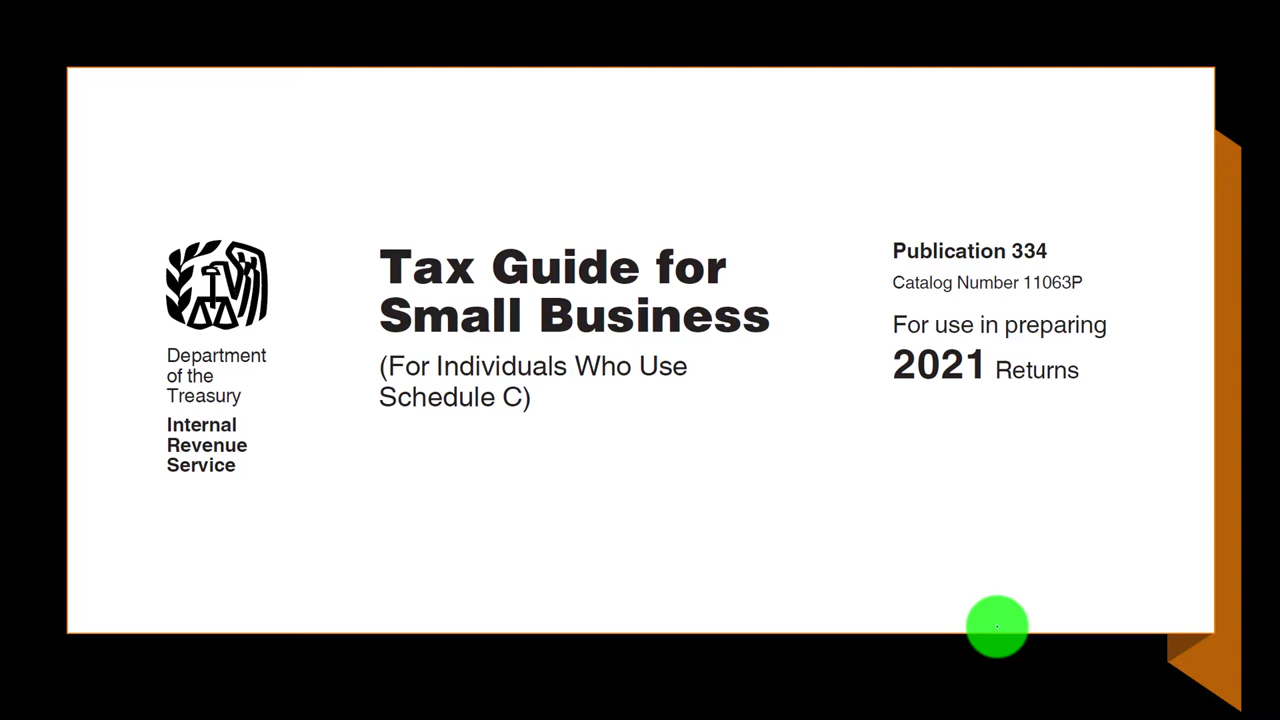 Department
of the
Treasury
Internal
Revenue
Service
Tax Guide for
Small Business
(For Individuals Who Use
Schedule C)
Publication 334
Catalog Number 11063P
For use in preparing
2021 Returns